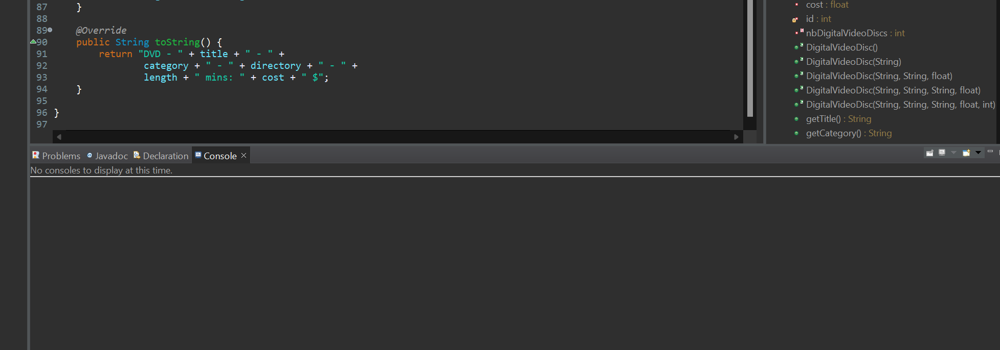 87 }
88
89 @Override
90 public String toString() {
91 return "DVD - " + title + " - " +
92 category + " - " + directory + " - " +
93 length + " mins: " + cost + " $";
94 }
95
96 }
97
cost : float
id : int
nbDigitalVideoDiscs : int
DigitalVideoDisc()
DigitalVideoDisc(String)
DigitalVideoDisc(String, String, float)
DigitalVideoDisc(String, String, String, float)
DigitalVideoDisc(String, String, String, float, int)
getTitle() : String
getCategory() : String
Problems @ Javadoc Declaration Console
No consoles to display at this time.